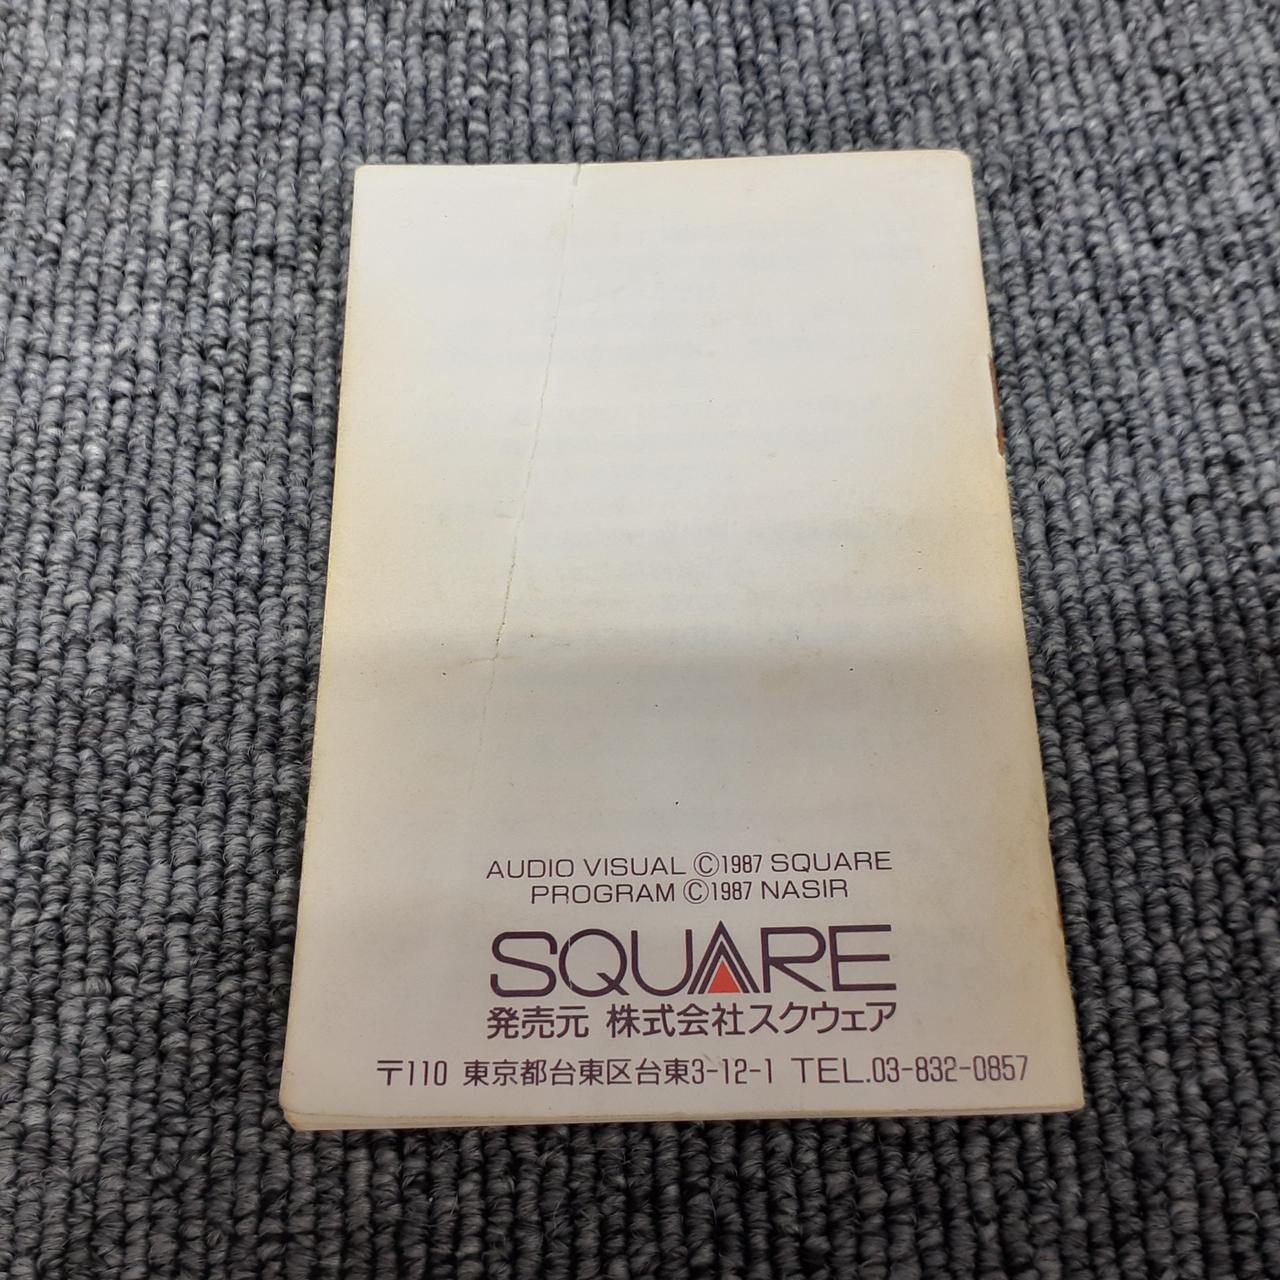 AUDIO VISUAL ©1987 SQUARE
PROGRAM ©1987 NASIR
SQUARE
発売元 株式会社スクウェア
〒110 東京都台東区台東3-12-1 TEL.03-832-0857